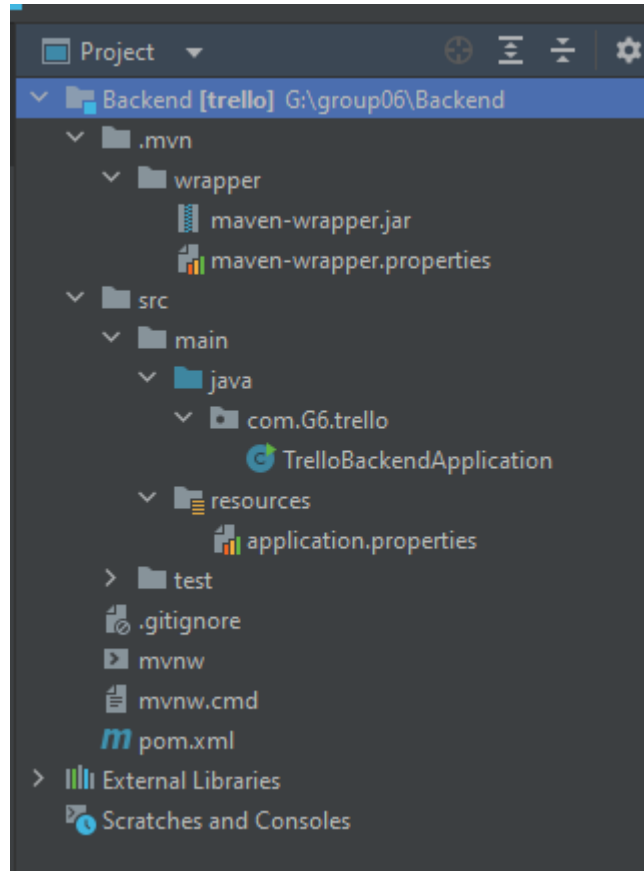 Project
Backend [trello] G:\group06\Backend
.mvn
wrapper
maven-wrapper.jar
maven-wrapper.properties
src
main
java
com.G6.trello
TrelloBackendApplication
resources
application.properties
test
.gitignore
mvnw
mvnw.cmd
pom.xml
External Libraries
Scratches and Consoles